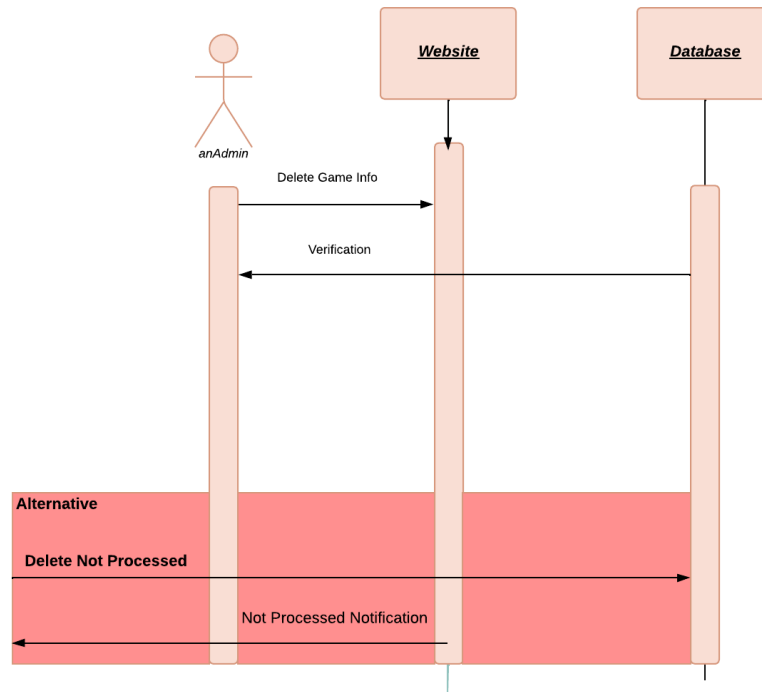 Website
Database
anAdmin
Delete Game Info
Verification
Alternative
Delete Not Processed
Not Processed Notification